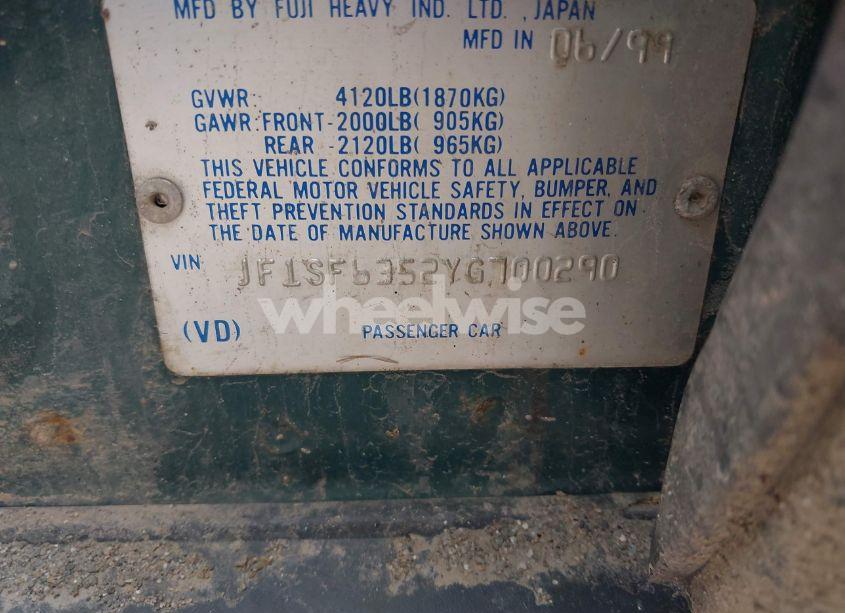 MFD BY FUJI HEAVY IND. LTD. ,JAPAN
MFD IN 06/99
GVWR: 4120LB(1870KG)
GAWR:FRONT-2000LB( 905KG)
REAR -2120LB( 965KG)
THIS VEHICLE CONFORMS TO ALL APPLICABLE
FEDERAL MOTOR VEHICLE SAFETY, BUMPER, AND
THEFT PREVENTION STANDARDS IN EFFECT ON
THE DATE OF MANUFACTURE SHOWN ABOVE.
VIN JF1SF6352YG700290
wheelwise
(VD) PASSENGER CAR